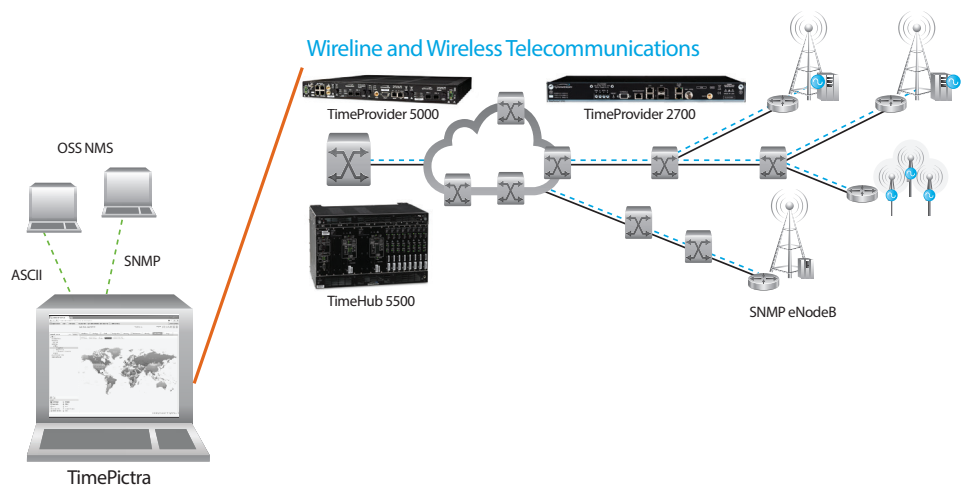 Wireline and Wireless Telecommunications
TimeProvider 5000
TimeProvider 2700
OSS NMS
TimeHub 5500
ASCII
SNMP
SNMP eNodeB
TimePictra